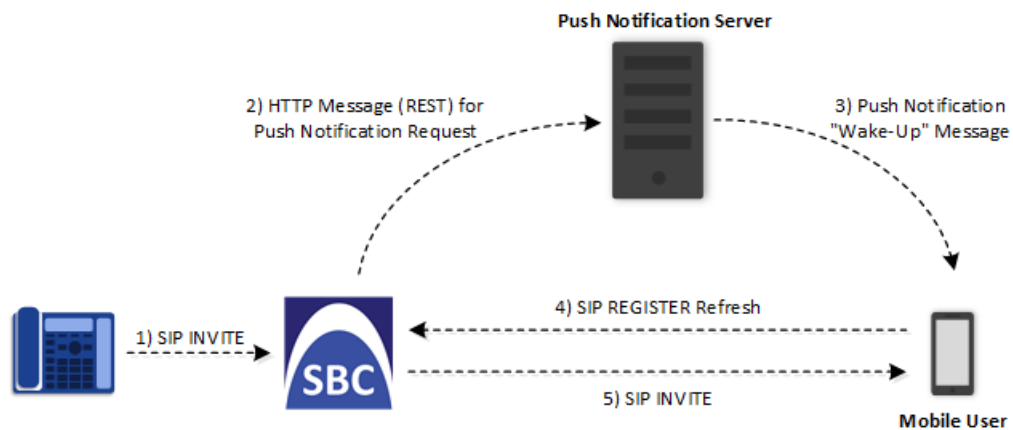 Push Notification Server
2) HTTP Message (REST) for
Push Notification Request
3) Push Notification
"Wake-Up" Message
1) SIP INVITE
SBC
4) SIP REGISTER Refresh
5) SIP INVITE
Mobile User